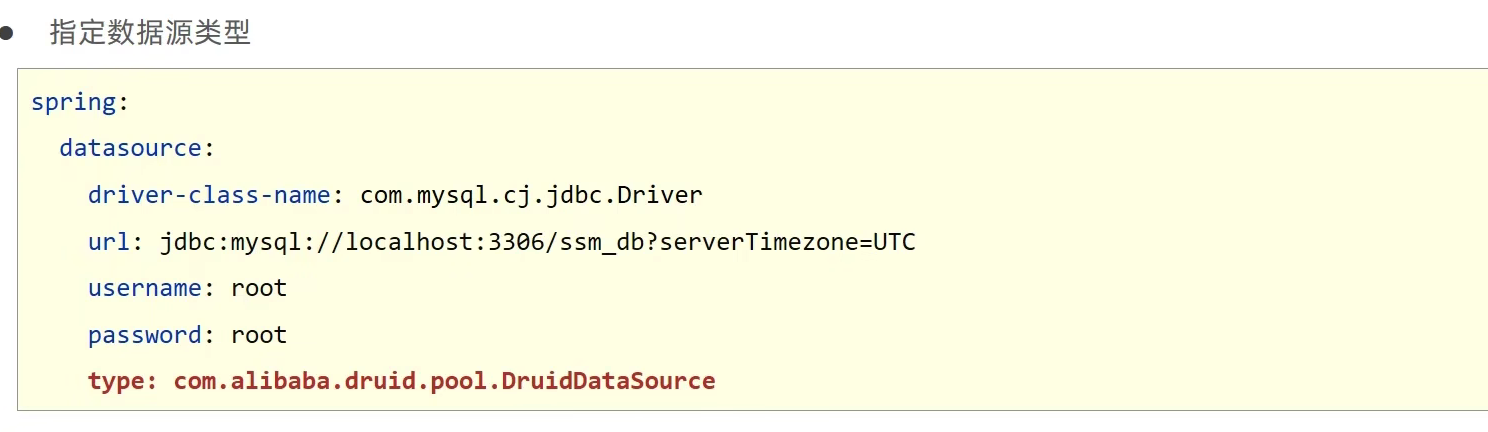 ● 指定数据源类型
spring:
  datasource:
    driver-class-name: com.mysql.cj.jdbc.Driver
    url: jdbc:mysql://localhost:3306/ssm_db?serverTimezone=UTC
    username: root
    password: root
    type: com.alibaba.druid.pool.DruidDataSource